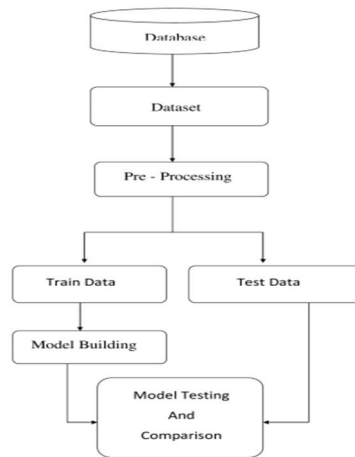 Database
Dataset
Pre - Processing
Train Data
Test Data
Model Building
Model Testing
And
Comparison